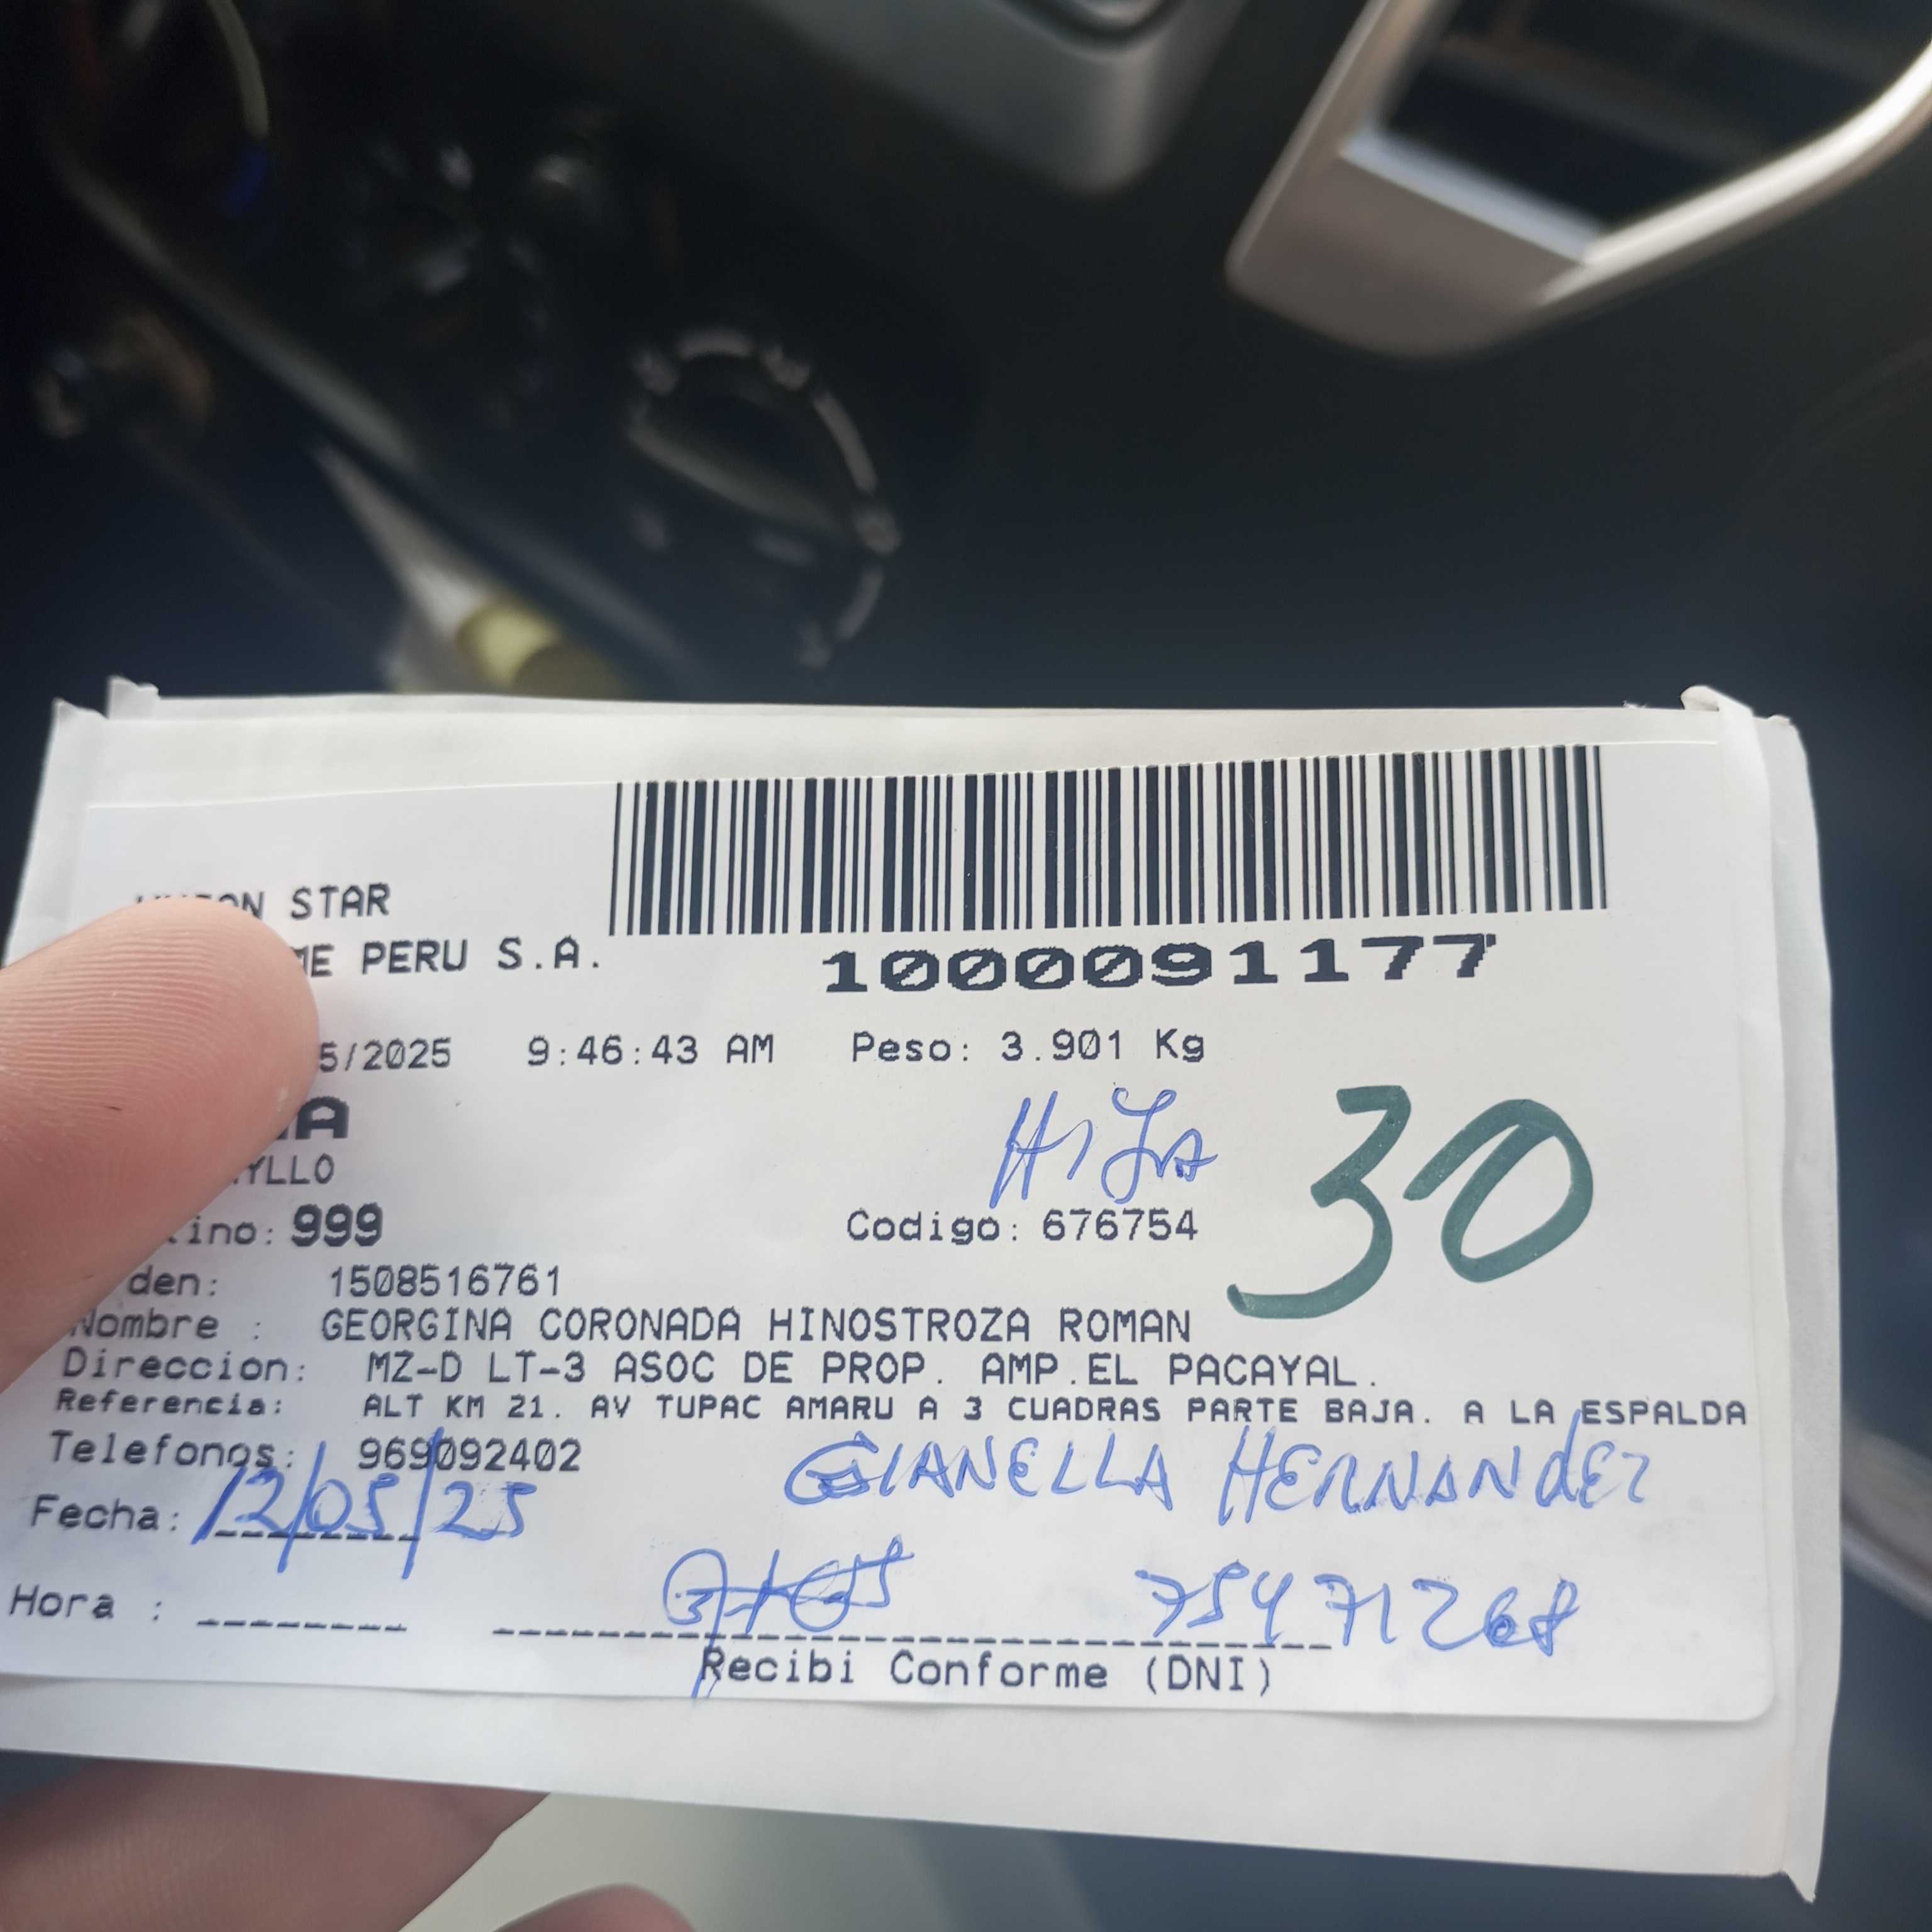 STAR
ME PERU S.A.
1000091177
5/2025 9:46:43 AM Peso: 3.901 Kg
A
HIJA
30
YLLO
ino: 999 Codigo: 676754
den: 1508516761
Nombre : GEORGINA CORONADA HINOSTROZA ROMAN
Direccion: MZ-D LT-3 ASOC DE PROP. AMP.EL PACAYAL.
Referencia: ALT KM 21. AV TUPAC AMARU A 3 CUADRAS PARTE BAJA. A LA ESPALDA
Telefonos: 969092402
GIANELLA HERNANDEZ
Fecha: 12/05/25
Hora : 75471268
Recibi Conforme (DNI)